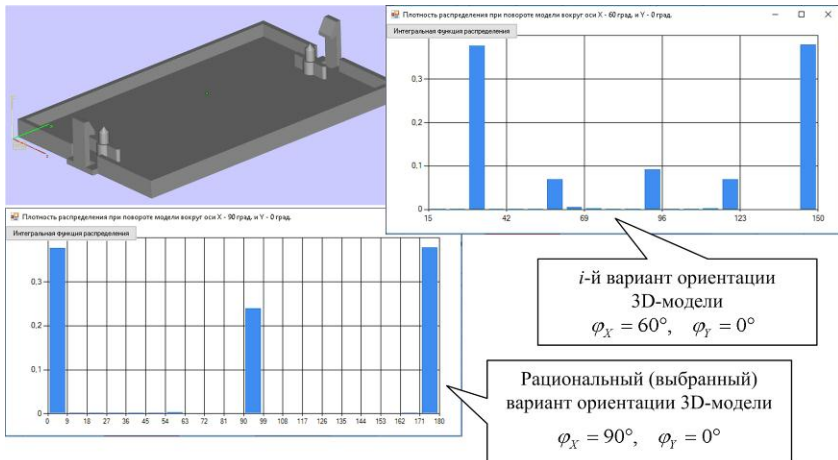 Плотность распределения при повороте модели вокруг оси X - 60 град. и Y - 0 град.
Интегральная функция распределения
0,3
0,2
0,1
0
15 42 69 96 123 150
i-й вариант ориентации
3D-модели
φX = 60°, φY = 0°
Плотность распределения при повороте модели вокруг оси X - 90 град. и Y - 0 град.
Интегральная функция распределения
0,3
0,2
0,1
0
0 9 18 27 36 45 54 63 72 81 90 99 108 117 126 135 144 153 162 171 180
Рациональный (выбранный)
вариант ориентации 3D-модели
φX = 90°, φY = 0°